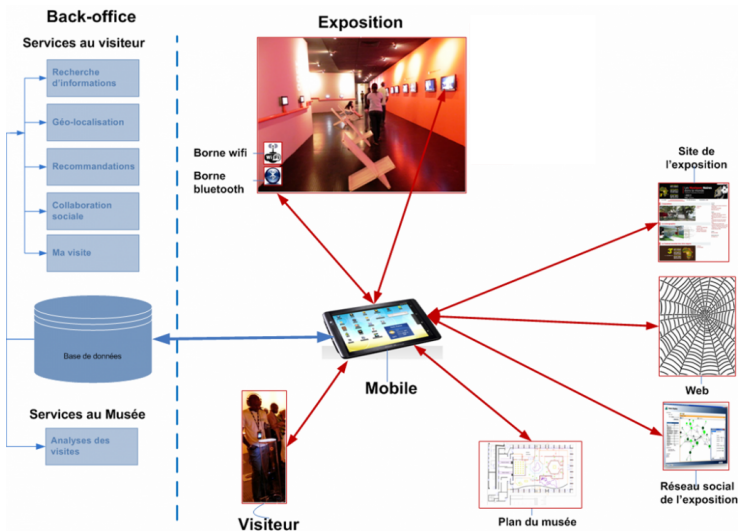 Back-office
Services au visiteur
Recherche
d'informations
Géo-localisation
Recommandations
Collaboration
sociale
Ma visite
Base de données
Services au Musée
Analyses des
visites
Exposition
Borne wifi
Borne
bluetooth
Mobile
Visiteur
Plan du musée
Site de
l'exposition
Web
Réseau social
de l'exposition